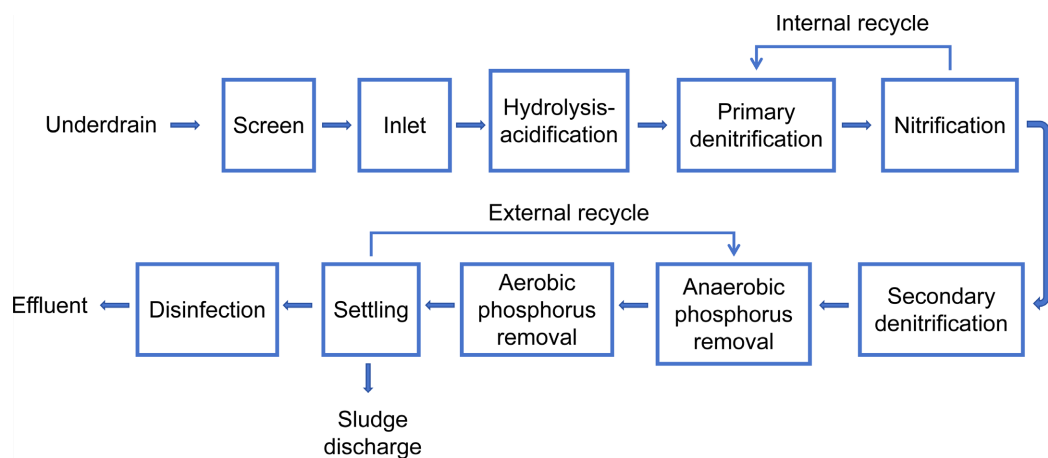 Internal recycle
Underdrain
Screen
Inlet
Hydrolysis-
acidification
Primary
denitrification
Nitrification
External recycle
Effluent
Disinfection
Settling
Aerobic
phosphorus
removal
Anaerobic
phosphorus
removal
Secondary
denitrification
Sludge
discharge